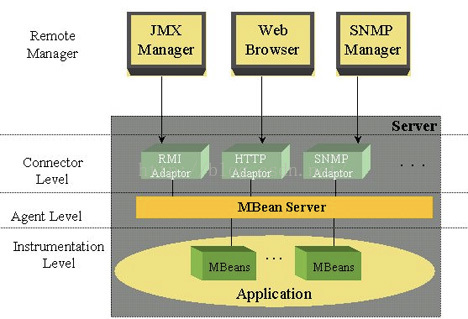 Remote
Manager
JMX
Manager
Web
Browser
SNMP
Manager
Server
Connector
Level
RMI
Adaptor
HTTP
Adaptor
SNMP
Adaptor
. . .
Agent Level
MBean Server
Instrumentation
Level
MBeans
...
MBeans
Application